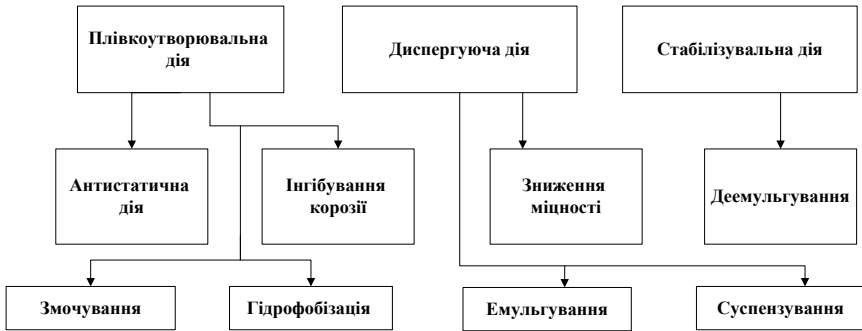 Плівкоутворювальна
дія
Диспергуюча дія
Стабілізувальна дія
Антистатична
дія
Інгібування
корозії
Зниження
міцності
Деемульгування
Змочування
Гідрофобізація
Емульгування
Суспензування